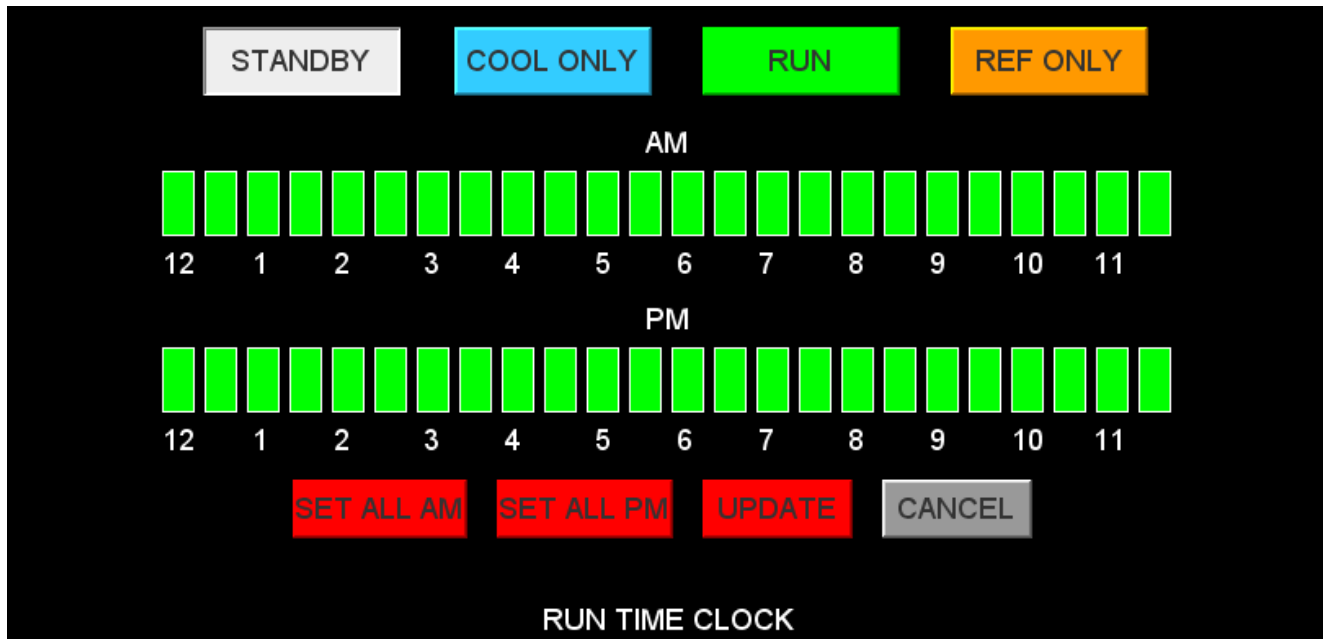 STANDBY COOL ONLY RUN REF ONLY
AM
12 1 2 3 4 5 6 7 8 9 10 11
PM
12 1 2 3 4 5 6 7 8 9 10 11
SET ALL AM SET ALL PM UPDATE CANCEL
RUN TIME CLOCK